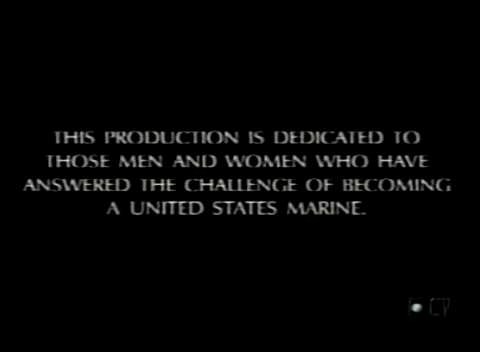 THIS PRODUCTION IS DEDICATED TO
THOSE MEN AND WOMEN WHO HAVE
ANSWERED THE CHALLENGE OF BECOMING
A UNITED STATES MARINE.